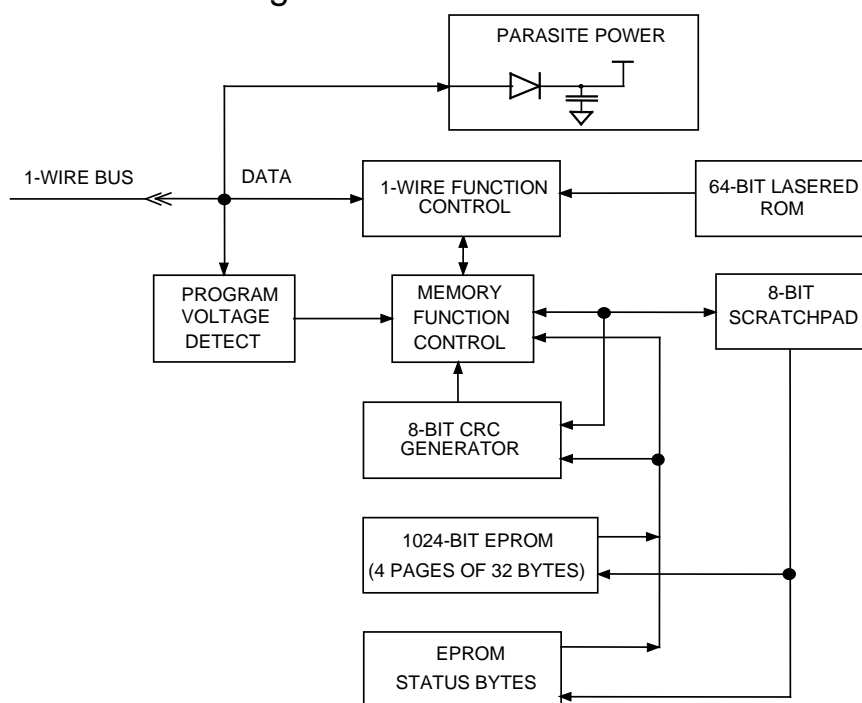 PARASITE POWER
1-WIRE BUS
DATA
1-WIRE FUNCTION
CONTROL
64-BIT LASERED
ROM
PROGRAM
VOLTAGE
DETECT
MEMORY
FUNCTION
CONTROL
8-BIT
SCRATCHPAD
8-BIT CRC
GENERATOR
1024-BIT EPROM
(4 PAGES OF 32 BYTES)
EPROM
STATUS BYTES